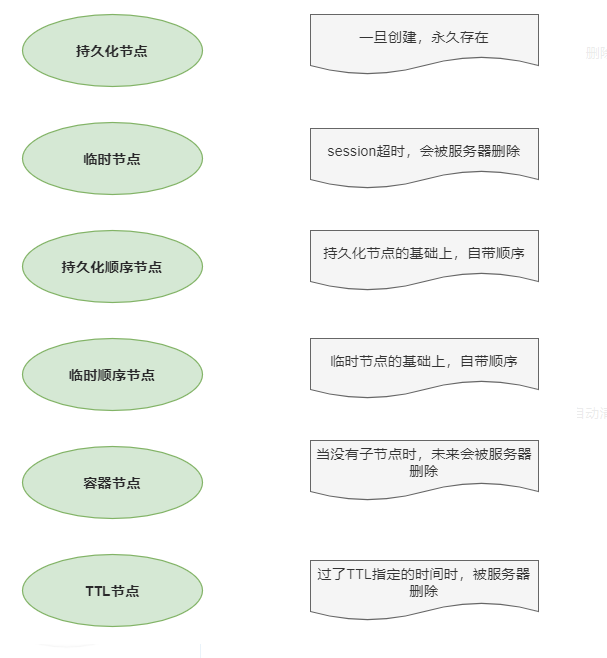 持久化节点
一旦创建，永久存在
临时节点
session超时，会被服务器删除
持久化顺序节点
持久化节点的基础上，自带顺序
临时顺序节点
临时节点的基础上，自带顺序
容器节点
当没有子节点时，未来会被服务器
删除
TTL节点
过了TTL指定的时间时，被服务器
删除